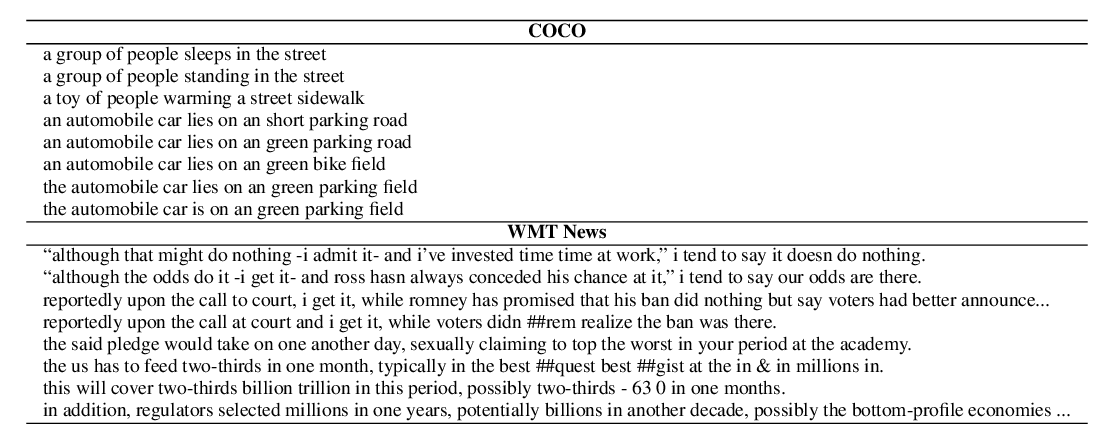 COCO
a group of people sleeps in the street
a group of people standing in the street
a toy of people warming a street sidewalk
an automobile car lies on an short parking road
an automobile car lies on an green parking road
an automobile car lies on an green bike field
the automobile car lies on an green parking field
the automobile car is on an green parking field
WMT News
“although that might do nothing -i admit it- and i’ve invested time time at work,” i tend to say it doesn do nothing.
“although the odds do it -i get it- and ross hasn always conceded his chance at it,” i tend to say our odds are there.
reportedly upon the call to court, i get it, while romney has promised that his ban did nothing but say voters had better announce...
reportedly upon the call at court and i get it, while voters didn ##rem realize the ban was there.
the said pledge would take on one another day, sexually claiming to top the worst in your period at the academy.
the us has to feed two-thirds in one month, typically in the best ##quest best ##gist at the in & in millions in.
this will cover two-thirds billion trillion in this period, possibly two-thirds - 63 0 in one months.
in addition, regulators selected millions in one years, potentially billions in another decade, possibly the bottom-profile economies ...